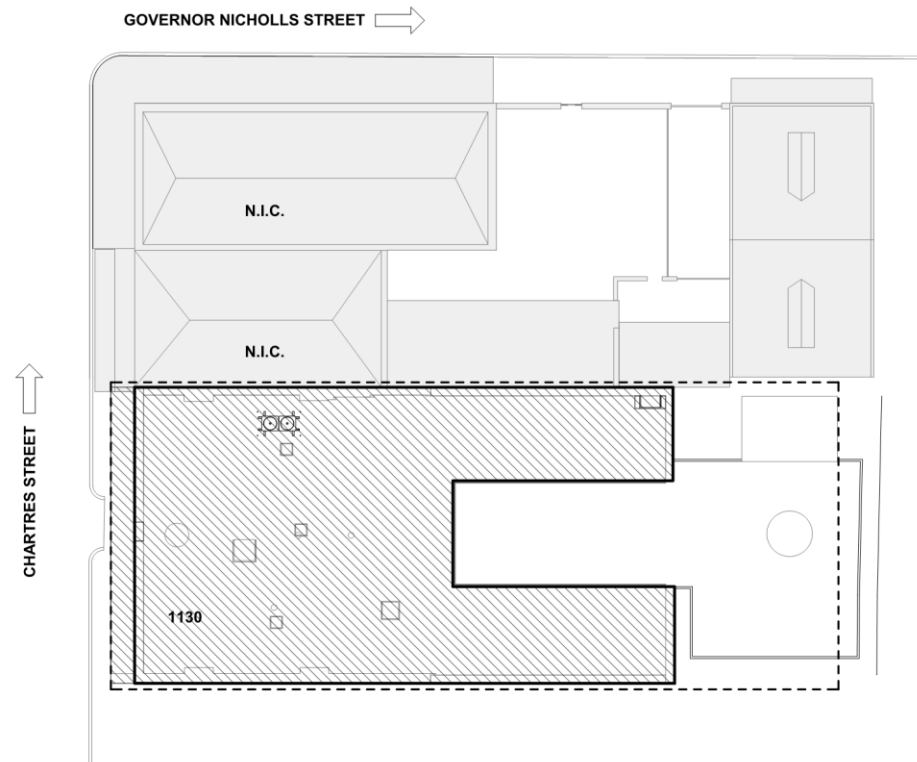 GOVERNOR NICHOLLS STREET
N.I.C.
N.I.C.
CHARTRES STREET
1130